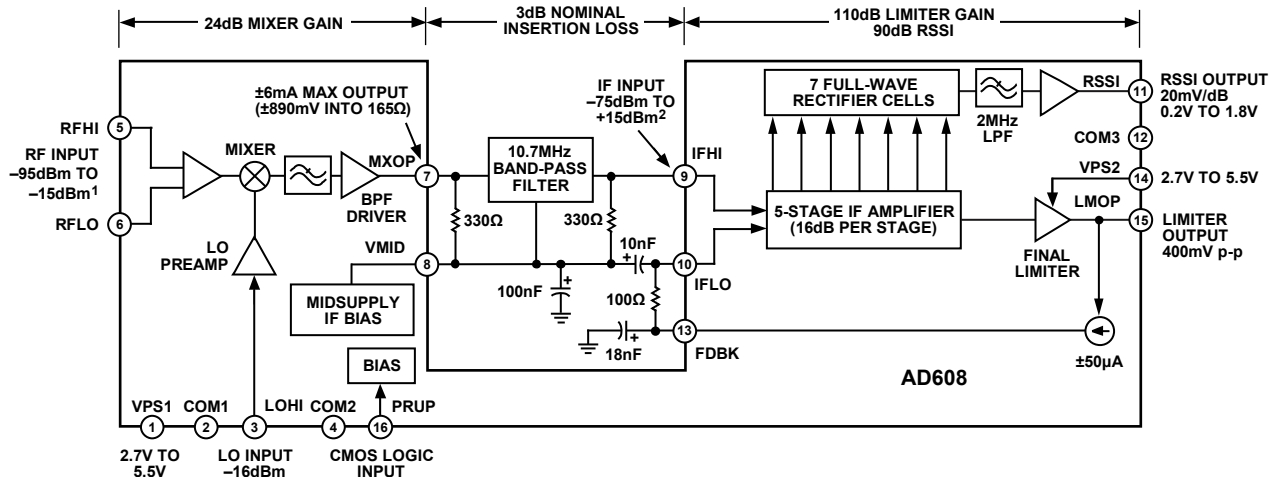 24dB MIXER GAIN
3dB NOMINAL
INSERTION LOSS
110dB LIMITER GAIN
90dB RSSI
±6mA MAX OUTPUT
(±890mV INTO 165Ω)
IF INPUT
–75dBm TO
+15dBm2
7 FULL-WAVE
RECTIFIER CELLS
2MHz
LPF
RSSI
11
RSSI OUTPUT
20mV/dB
0.2V TO 1.8V
COM3
12
RFHI
5
RF INPUT
–95dBm TO
–15dBm1
RFLO
6
MIXER
LO
PREAMP
BPF
DRIVER
MXOP
7
10.7MHz
BAND-PASS
FILTER
IFHI
9
330Ω
330Ω
VMID
8
MIDSUPPLY
IF BIAS
100nF
+
10nF
+
10
IFLO
100Ω
18nF
+
13
FDBK
5-STAGE IF AMPLIFIER
(16dB PER STAGE)
VPS2
14
2.7V TO 5.5V
LMOP
15
LIMITER
OUTPUT
400mV p-p
FINAL
LIMITER
±50µA
AD608
BIAS
VPS1
COM1
LOHI
COM2
PRUP
1
2
3
4
16
2.7V TO
5.5V
LO INPUT
–16dBm
CMOS LOGIC
INPUT